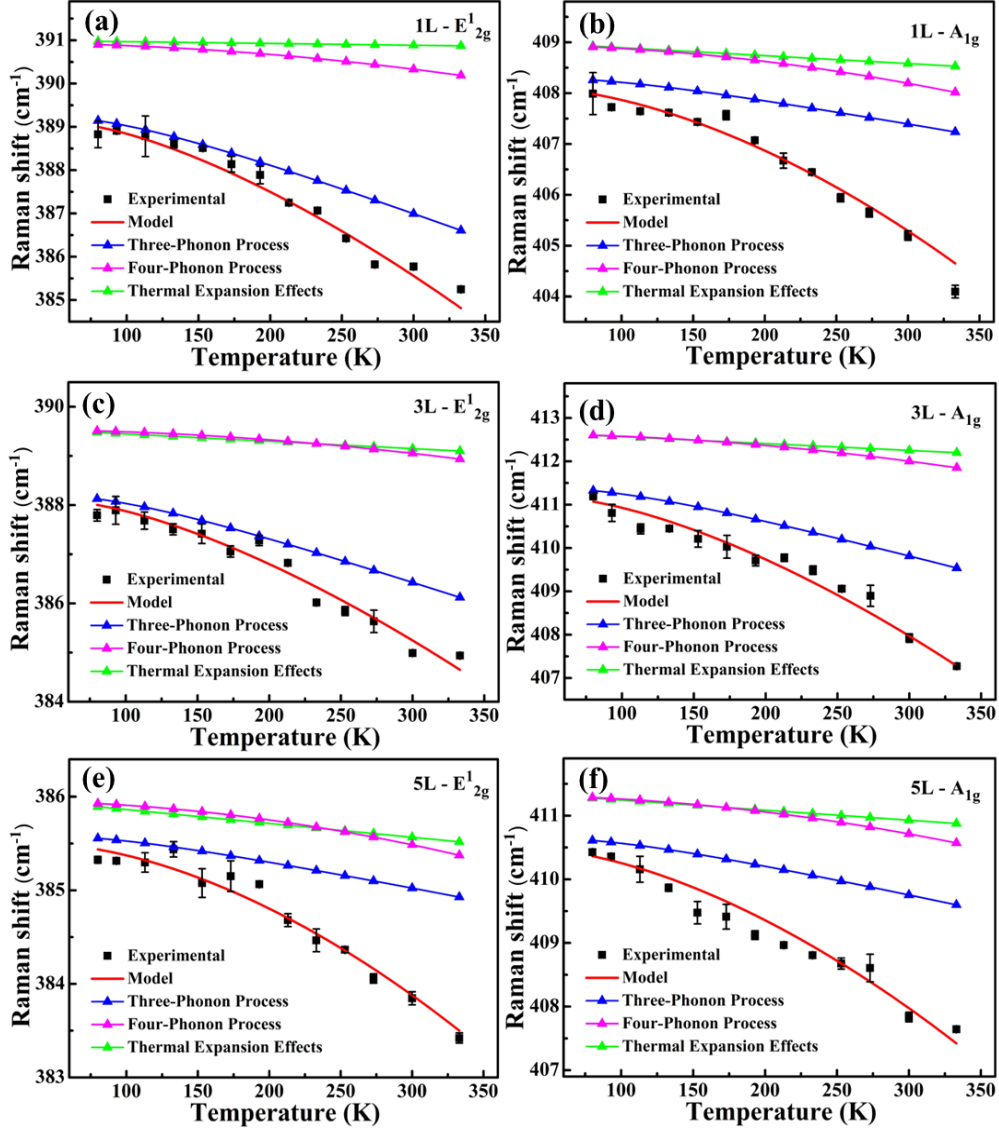 (a)
1L - E¹2g
391
390
389
388
387
386
385
Raman shift (cm⁻¹)
Experimental
Model
Three-Phonon Process
Four-Phonon Process
Thermal Expansion Effects
100 150 200 250 300 350
Temperature (K)
(b)
1L - A1g
409
408
407
406
405
404
Raman shift (cm⁻¹)
Experimental
Model
Three-Phonon Process
Four-Phonon Process
Thermal Expansion Effects
100 150 200 250 300 350
Temperature (K)
(c)
3L - E¹2g
390
388
386
384
Raman shift (cm⁻¹)
Experimental
Model
Three-Phonon Process
Four-Phonon Process
Thermal Expansion Effects
100 150 200 250 300 350
Temperature (K)
(d)
3L - A1g
413
412
411
410
409
408
407
Raman shift (cm⁻¹)
Experimental
Model
Three-Phonon Process
Four-Phonon Process
Thermal Expansion Effects
100 150 200 250 300 350
Temperature (K)
(e)
5L - E¹2g
386
385
384
383
Raman shift (cm⁻¹)
Experimental
Model
Three-Phonon Process
Four-Phonon Process
Thermal Expansion Effects
100 150 200 250 300 350
Temperature (K)
(f)
5L - A1g
411
410
409
408
407
Raman shift (cm⁻¹)
Experimental
Model
Three-Phonon Process
Four-Phonon Process
Thermal Expansion Effects
100 150 200 250 300 350
Temperature (K)